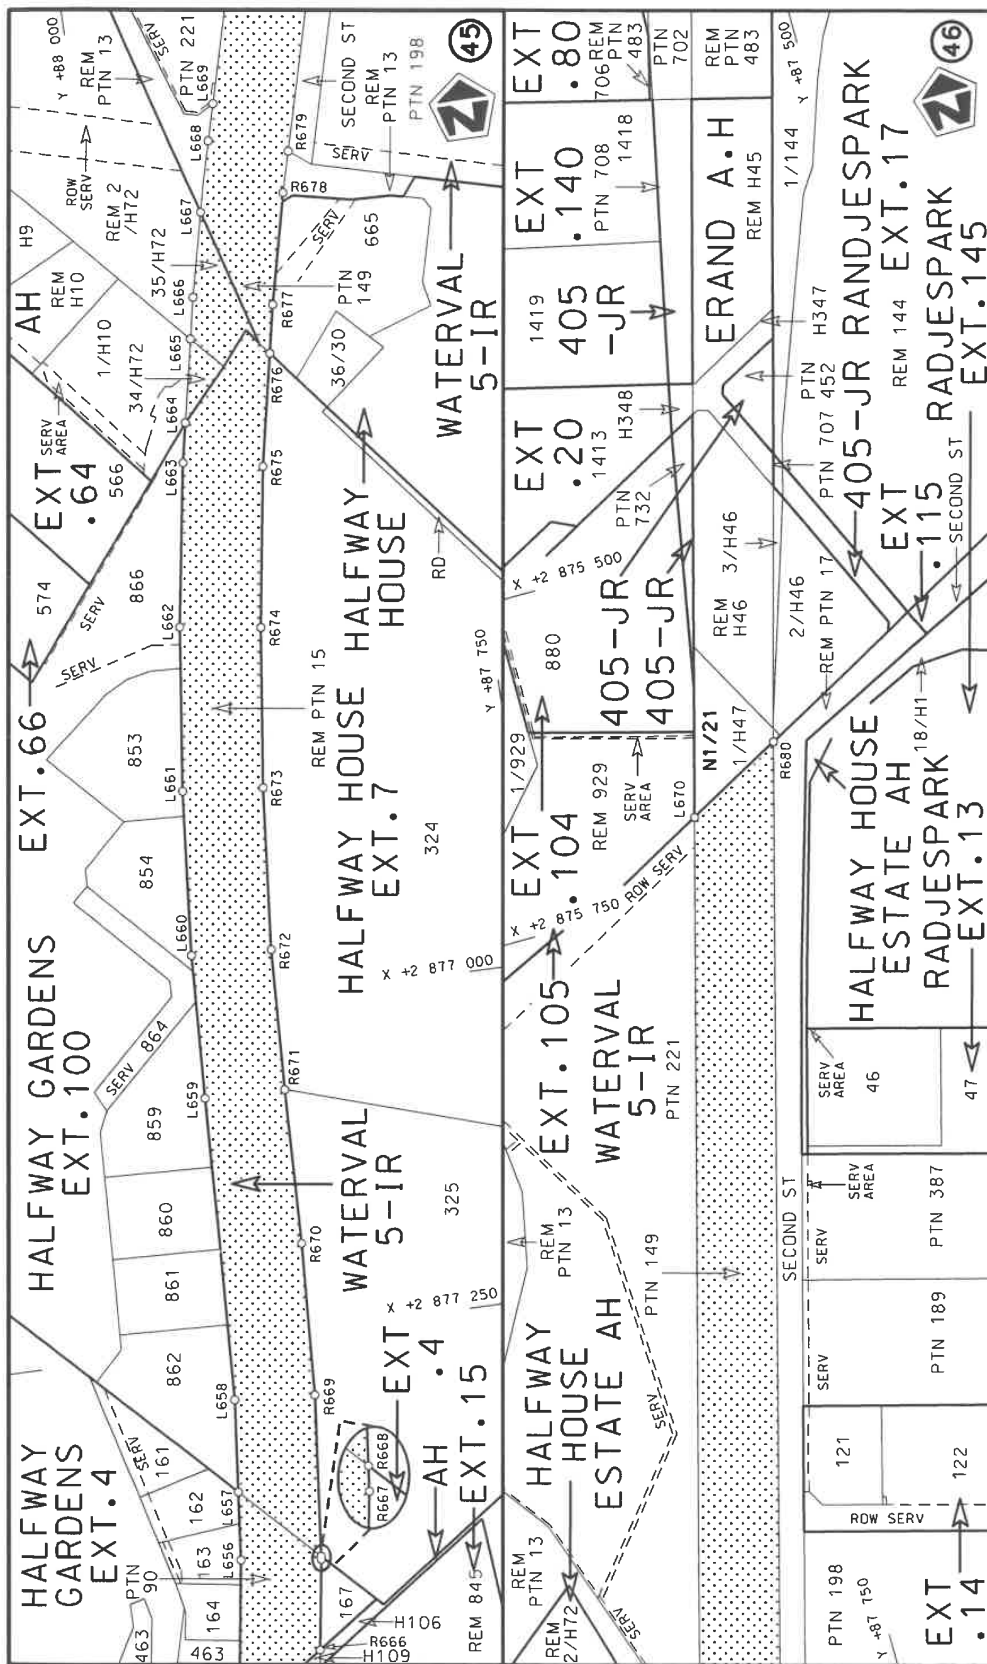 HALFWAY
GARDENS
EXT.4
HALFWAY GARDENS
EXT.100
EXT.66
EXT
.64
AH
SERV
AREA
566
574
866
SERV
SERV
853
854
864
SERV
859
860
861
862
161
SERV
162
163
164
PTN
90
463
463
H9
REM
H10
1/H10
34/H72
35/H72
REM 2
/H72
ROW
SERV
Y +88 000
REM
PTN 13
SERV
PTN 221
L669
L668
L667
L666
L665
L664
L663
L662
L661
L660
L659
L658
L657
L656
R679
R678
R677
R676
R675
R674
R673
R672
R671
R670
R669
R668
R667
R666
H109
H106
167
SECOND ST
REM
PTN 13
PTN 198
SERV
SERV
665
PTN
149
36/30
WATERVAL
5-IR
HALFWAY
HOUSE
RD
REM PTN 15
HALFWAY HOUSE
EXT.7
324
X +2 877 000
Y +87 750
WATERVAL
5-IR
325
X +2 877 250
EXT
.4
AH
EXT.15
REM 845
N
45
EXT
.80
706
REM
PTN
483
PTN
702
REM
PTN
483
Y +87 500
EXT
.140
PTN 708
1418
1419
405
-JR
ERAND A.H
REM H45
1/144
H347
PTN
452
PTN 707
REM 144
405-JR RANDJESPARK
EXT.17
EXT
.115
RADJESPARK
EXT.145
SECOND ST
N
46
EXT
.20
1413
H348
PTN
732
X +2 875 500
405-JR
405-JR
3/H46
REM
H46
2/H46
REM PTN 17
880
1/929
REM 929
SERV
AREA
EXT
.104
X +2 875 750
ROW SERV
L670
N1/21
1/H47
R680
18/H1
HALFWAY HOUSE
ESTATE AH
RADJESPARK
EXT.13
EXT.105
WATERVAL
5-IR
PTN 221
SERV
AREA
46
47
SERV
AREA
SECOND ST
SERV
PTN 387
REM
PTN 13
PTN 149
HALFWAY
HOUSE
ESTATE AH
SERV
SERV
PTN 189
121
122
ROW SERV
REM
PTN 13
REM
2/H72
SERV
PTN 198
Y +87 750
EXT
.14